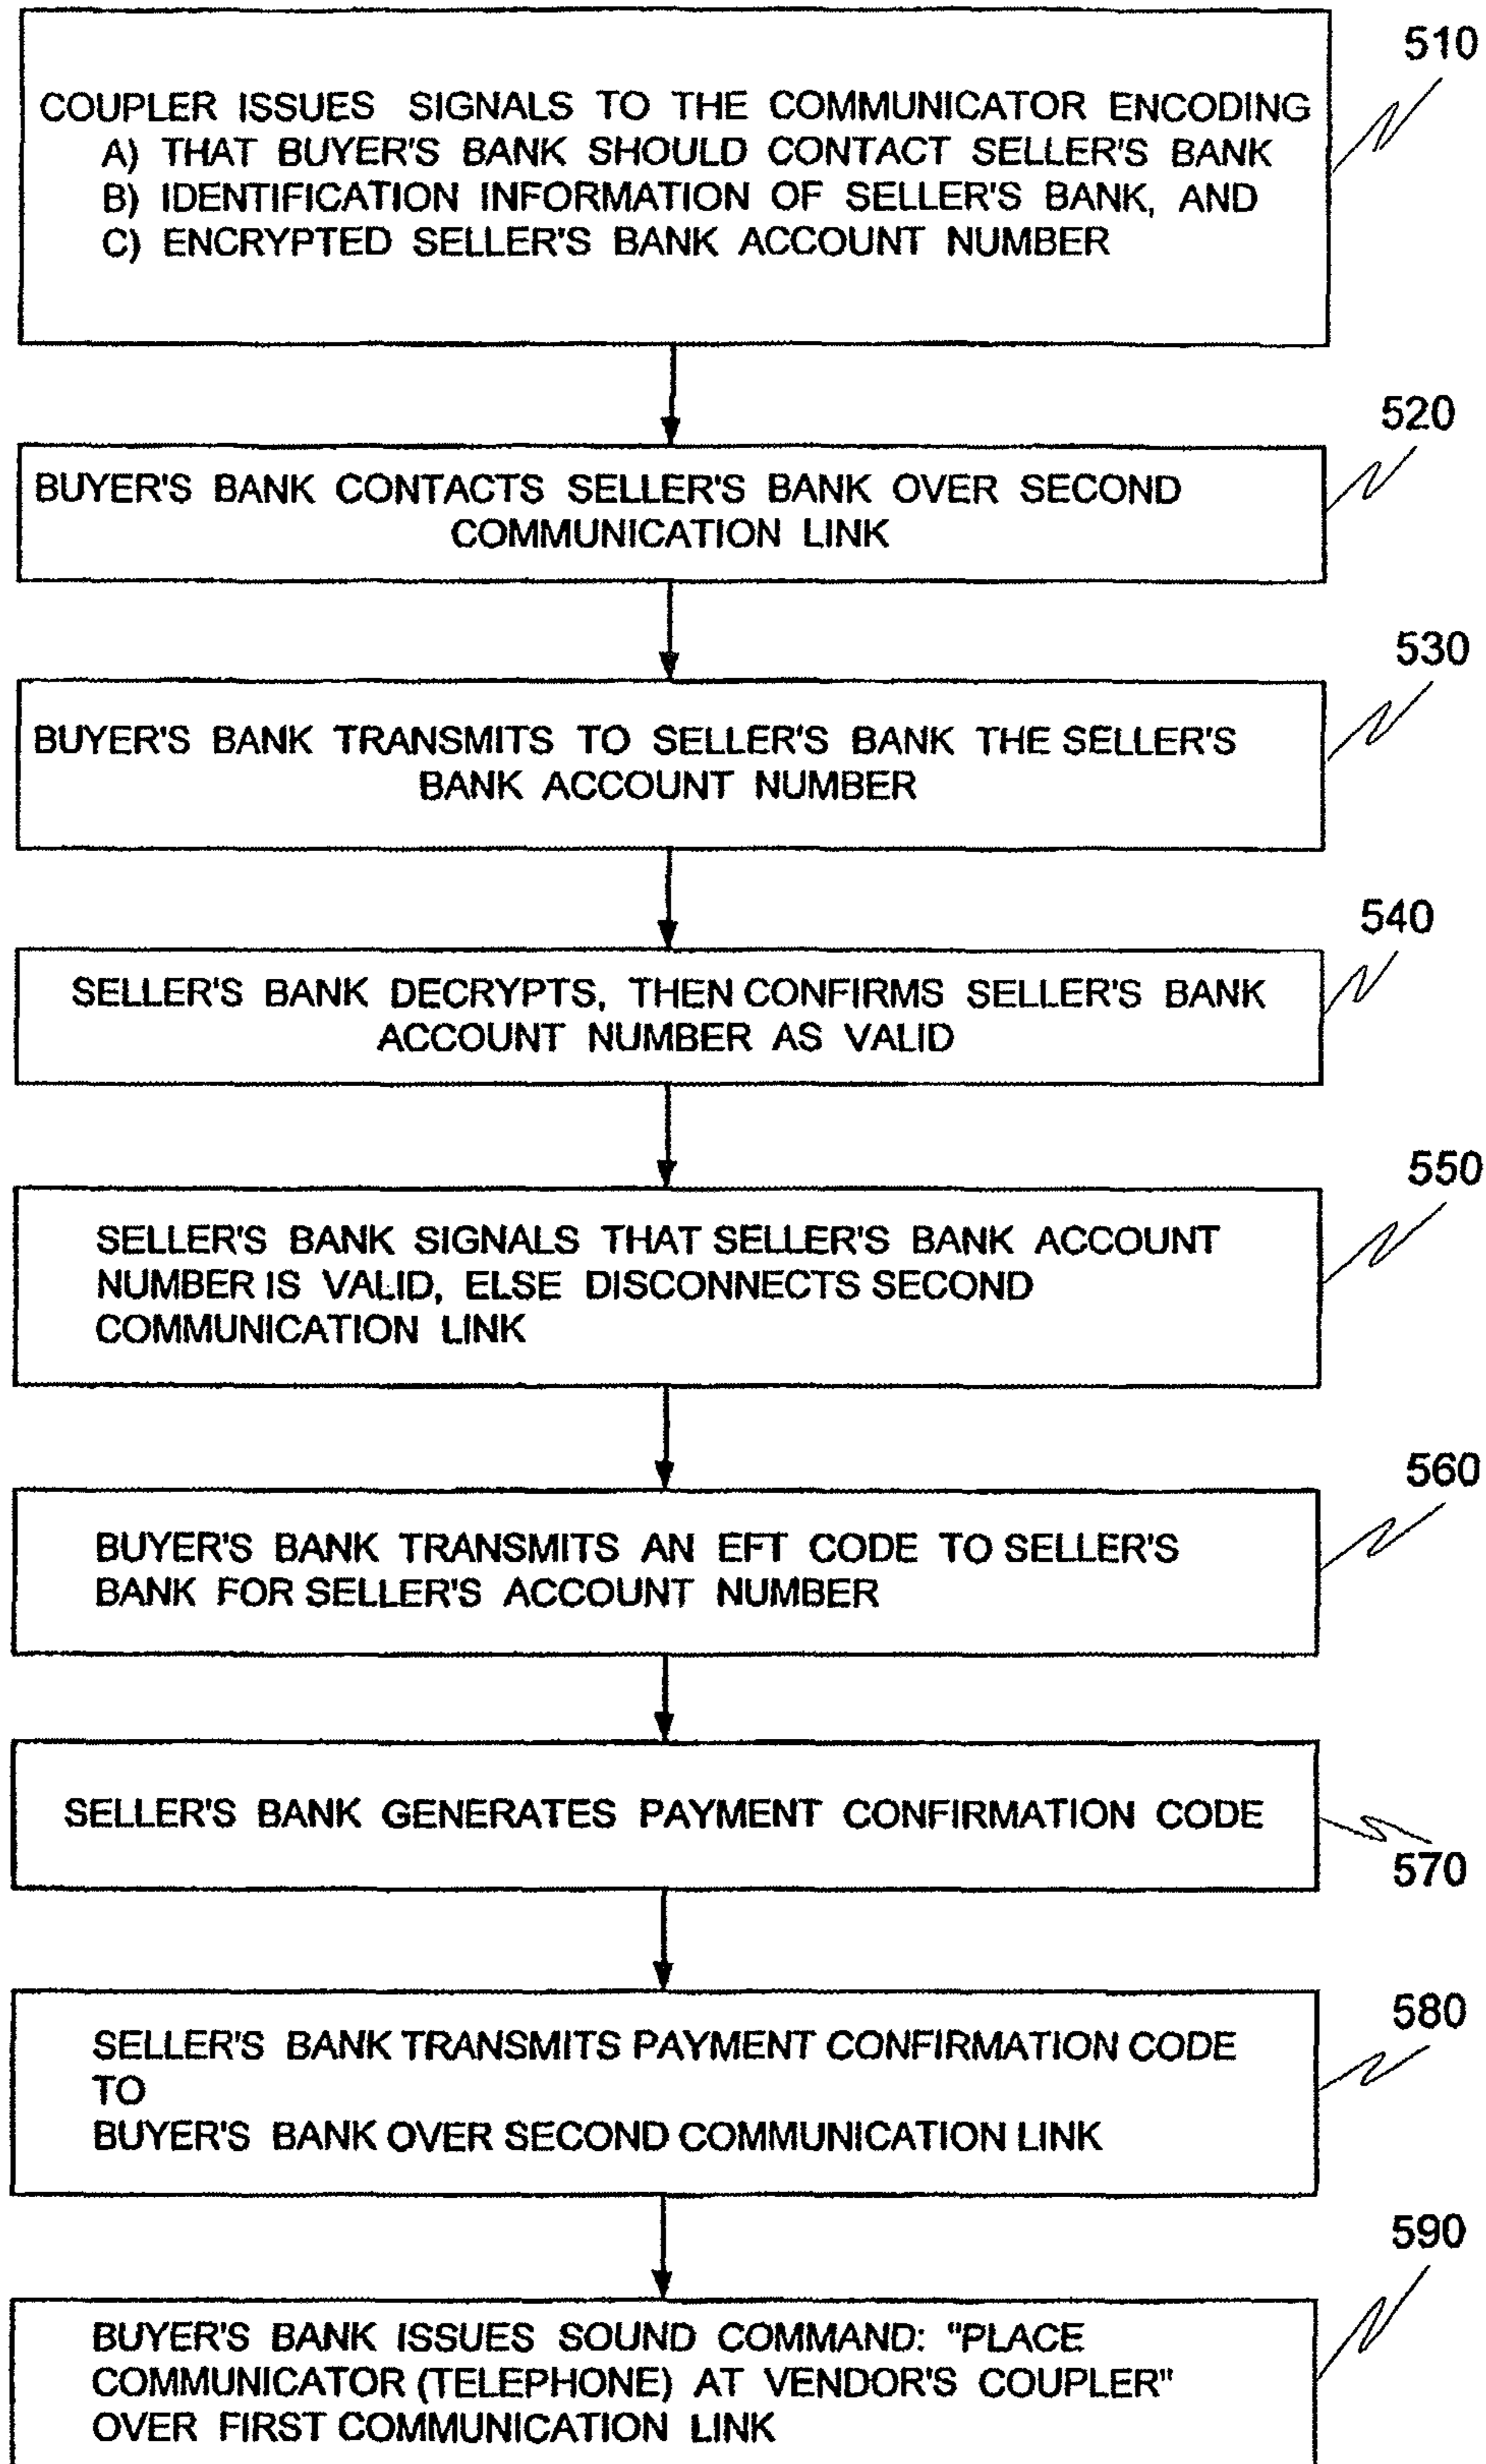 510
COUPLER ISSUES SIGNALS TO THE COMMUNICATOR ENCODING
A) THAT BUYER'S BANK SHOULD CONTACT SELLER'S BANK
B) IDENTIFICATION INFORMATION OF SELLER'S BANK, AND
C) ENCRYPTED SELLER'S BANK ACCOUNT NUMBER
520
BUYER'S BANK CONTACTS SELLER'S BANK OVER SECOND
COMMUNICATION LINK
530
BUYER'S BANK TRANSMITS TO SELLER'S BANK THE SELLER'S
BANK ACCOUNT NUMBER
540
SELLER'S BANK DECRYPTS, THEN CONFIRMS SELLER'S BANK
ACCOUNT NUMBER AS VALID
550
SELLER'S BANK SIGNALS THAT SELLER'S BANK ACCOUNT
NUMBER IS VALID, ELSE DISCONNECTS SECOND
COMMUNICATION LINK
560
BUYER'S BANK TRANSMITS AN EFT CODE TO SELLER'S
BANK FOR SELLER'S ACCOUNT NUMBER
SELLER'S BANK GENERATES PAYMENT CONFIRMATION CODE
570
580
SELLER'S BANK TRANSMITS PAYMENT CONFIRMATION CODE
TO
BUYER'S BANK OVER SECOND COMMUNICATION LINK
590
BUYER'S BANK ISSUES SOUND COMMAND: "PLACE
COMMUNICATOR (TELEPHONE) AT VENDOR'S COUPLER"
OVER FIRST COMMUNICATION LINK